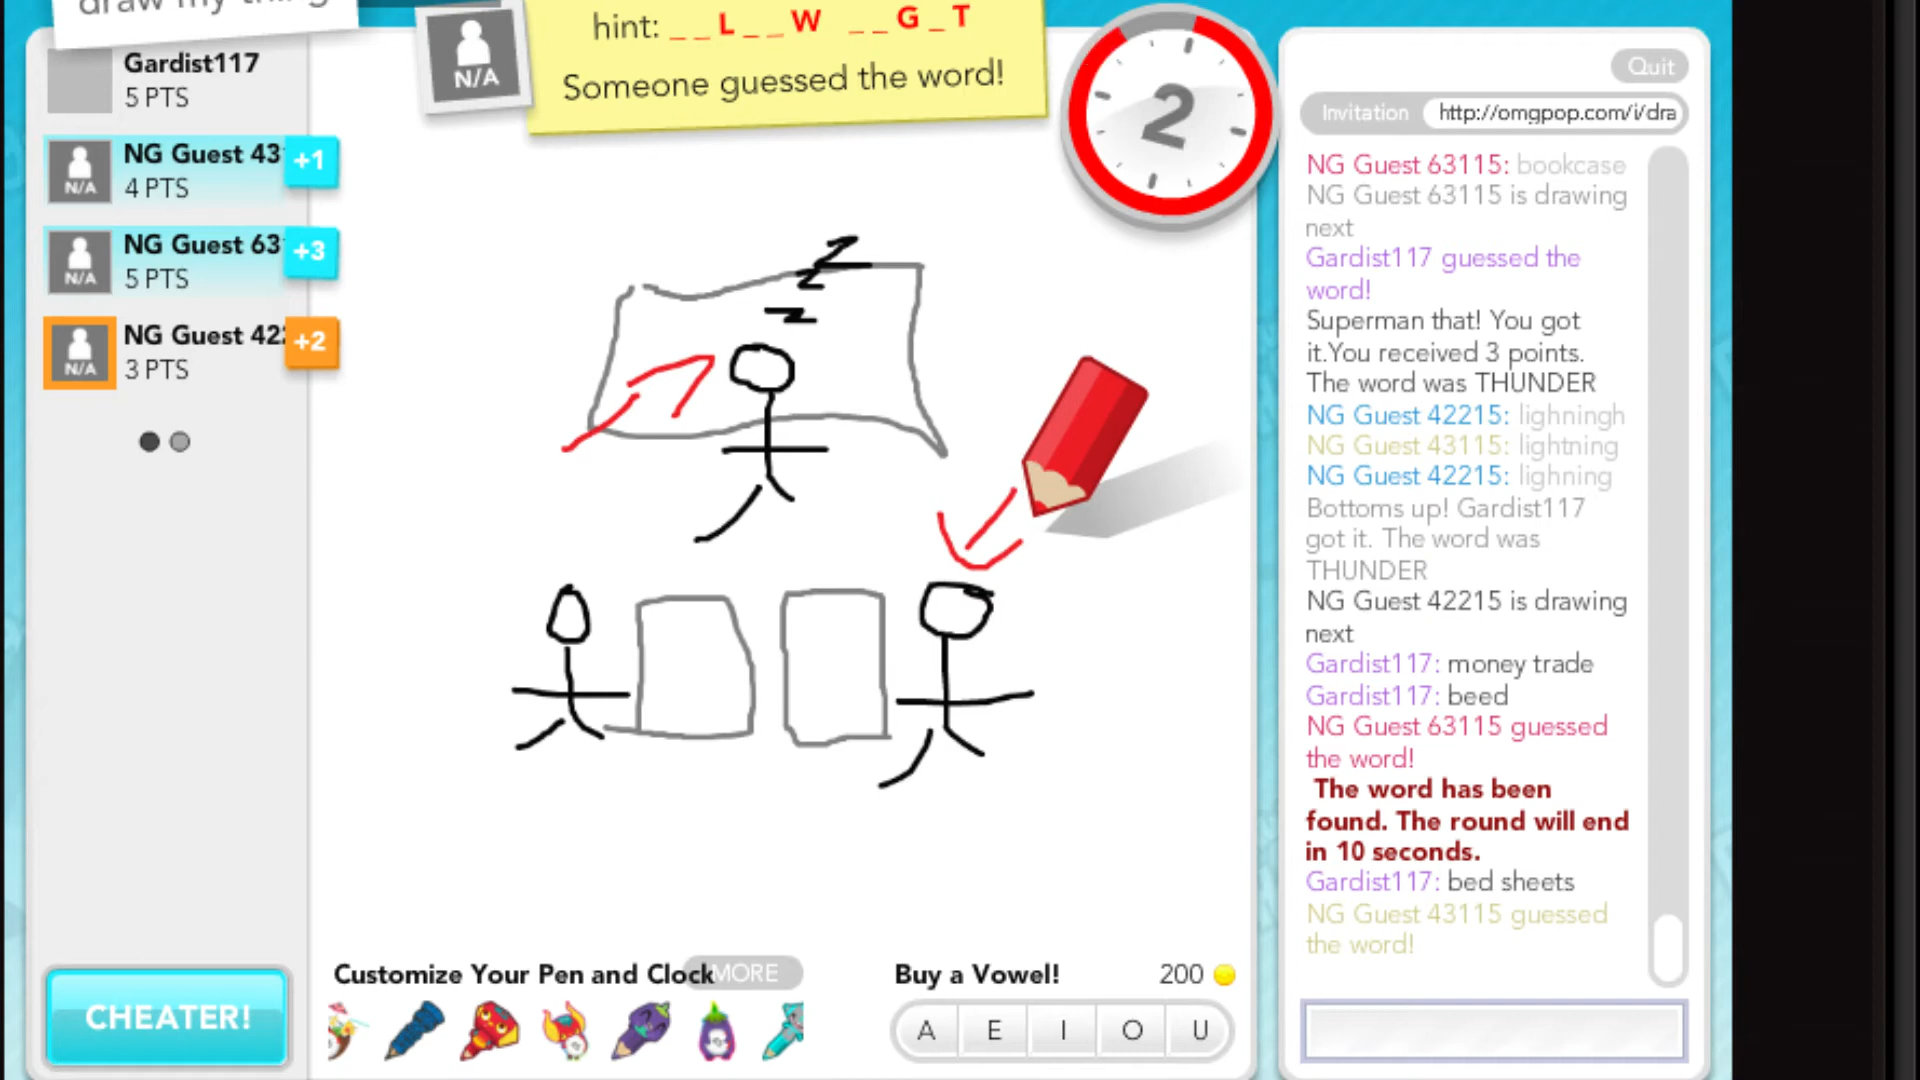 draw my thing
hint: _ _ L _ _ W _ _ G _ T
Someone guessed the word!
N/A
2
Gardist117
5 PTS
NG Guest 43
+1
4 PTS
N/A
NG Guest 63
+3
5 PTS
N/A
NG Guest 42
+2
3 PTS
N/A
Z
Z
Z
CHEATER!
Customize Your Pen and Clock
MORE
Buy a Vowel!
200
A E I O U
Quit
Invitation http://omgpop.com/i/dra
NG Guest 63115: bookcase
NG Guest 63115 is drawing
next
Gardist117 guessed the
word!
Superman that! You got
it.You received 3 points.
The word was THUNDER
NG Guest 42215: lighningh
NG Guest 43115: lightning
NG Guest 42215: lighning
Bottoms up! Gardist117
got it. The word was
THUNDER
NG Guest 42215 is drawing
next
Gardist117: money trade
Gardist117: beed
NG Guest 63115 guessed
the word!
The word has been
found. The round will end
in 10 seconds.
Gardist117: bed sheets
NG Guest 43115 guessed
the word!